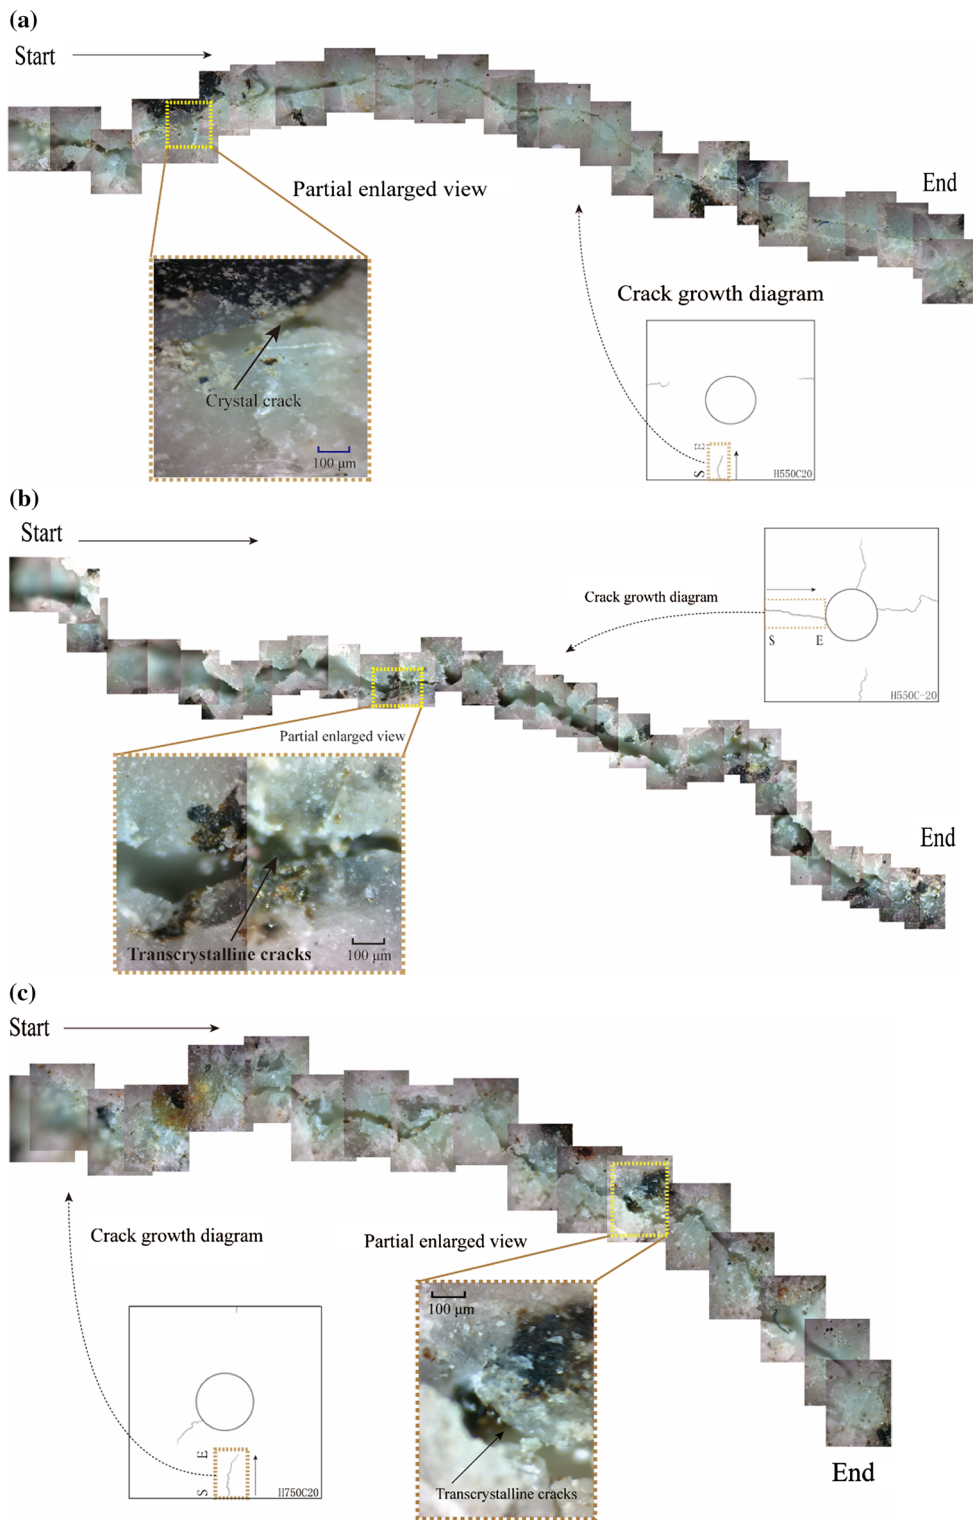 (a)
Start
End
Partial enlarged view
Crack growth diagram
Crystal crack
100 µm
S E
H550C20
(b)
Start
Crack growth diagram
S E
H550C-20
Partial enlarged view
End
Transcrystalline cracks
100 µm
(c)
Start
Crack growth diagram
Partial enlarged view
100 µm
S E
H750C20
Transcrystalline cracks
End